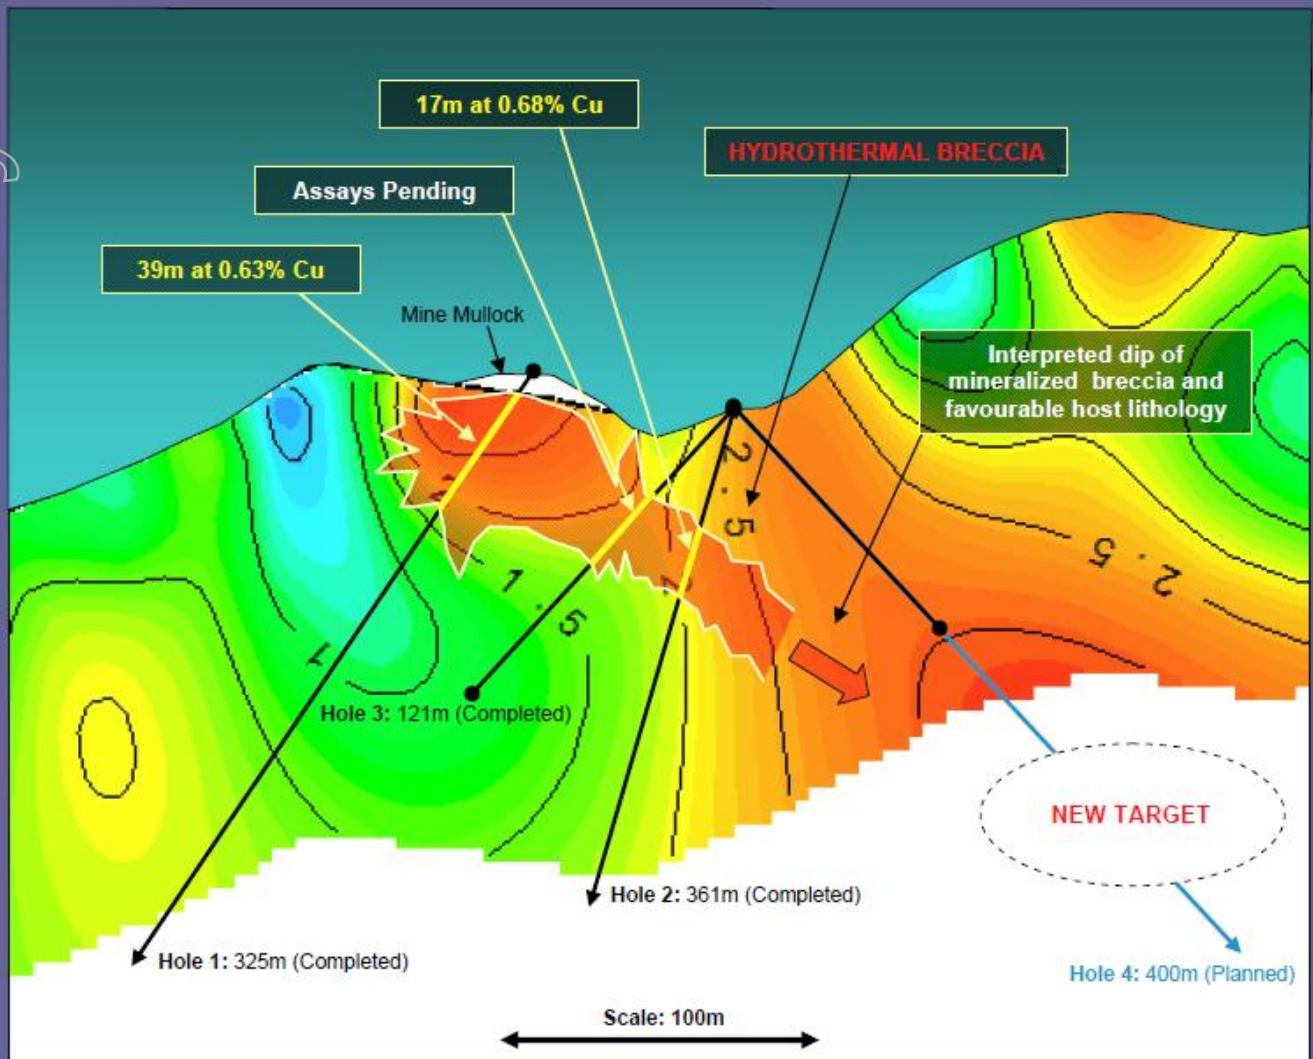 17m at 0.68% Cu
HYDROTHERMAL BRECCIA
Assays Pending
39m at 0.63% Cu
Mine Mullock
Interpreted dip of
mineralized breccia and
favourable host lithology
2.5
2.5
2
2
1.5
1
Hole 3: 121m (Completed)
NEW TARGET
Hole 2: 361m (Completed)
Hole 1: 325m (Completed)
Hole 4: 400m (Planned)
Scale: 100m